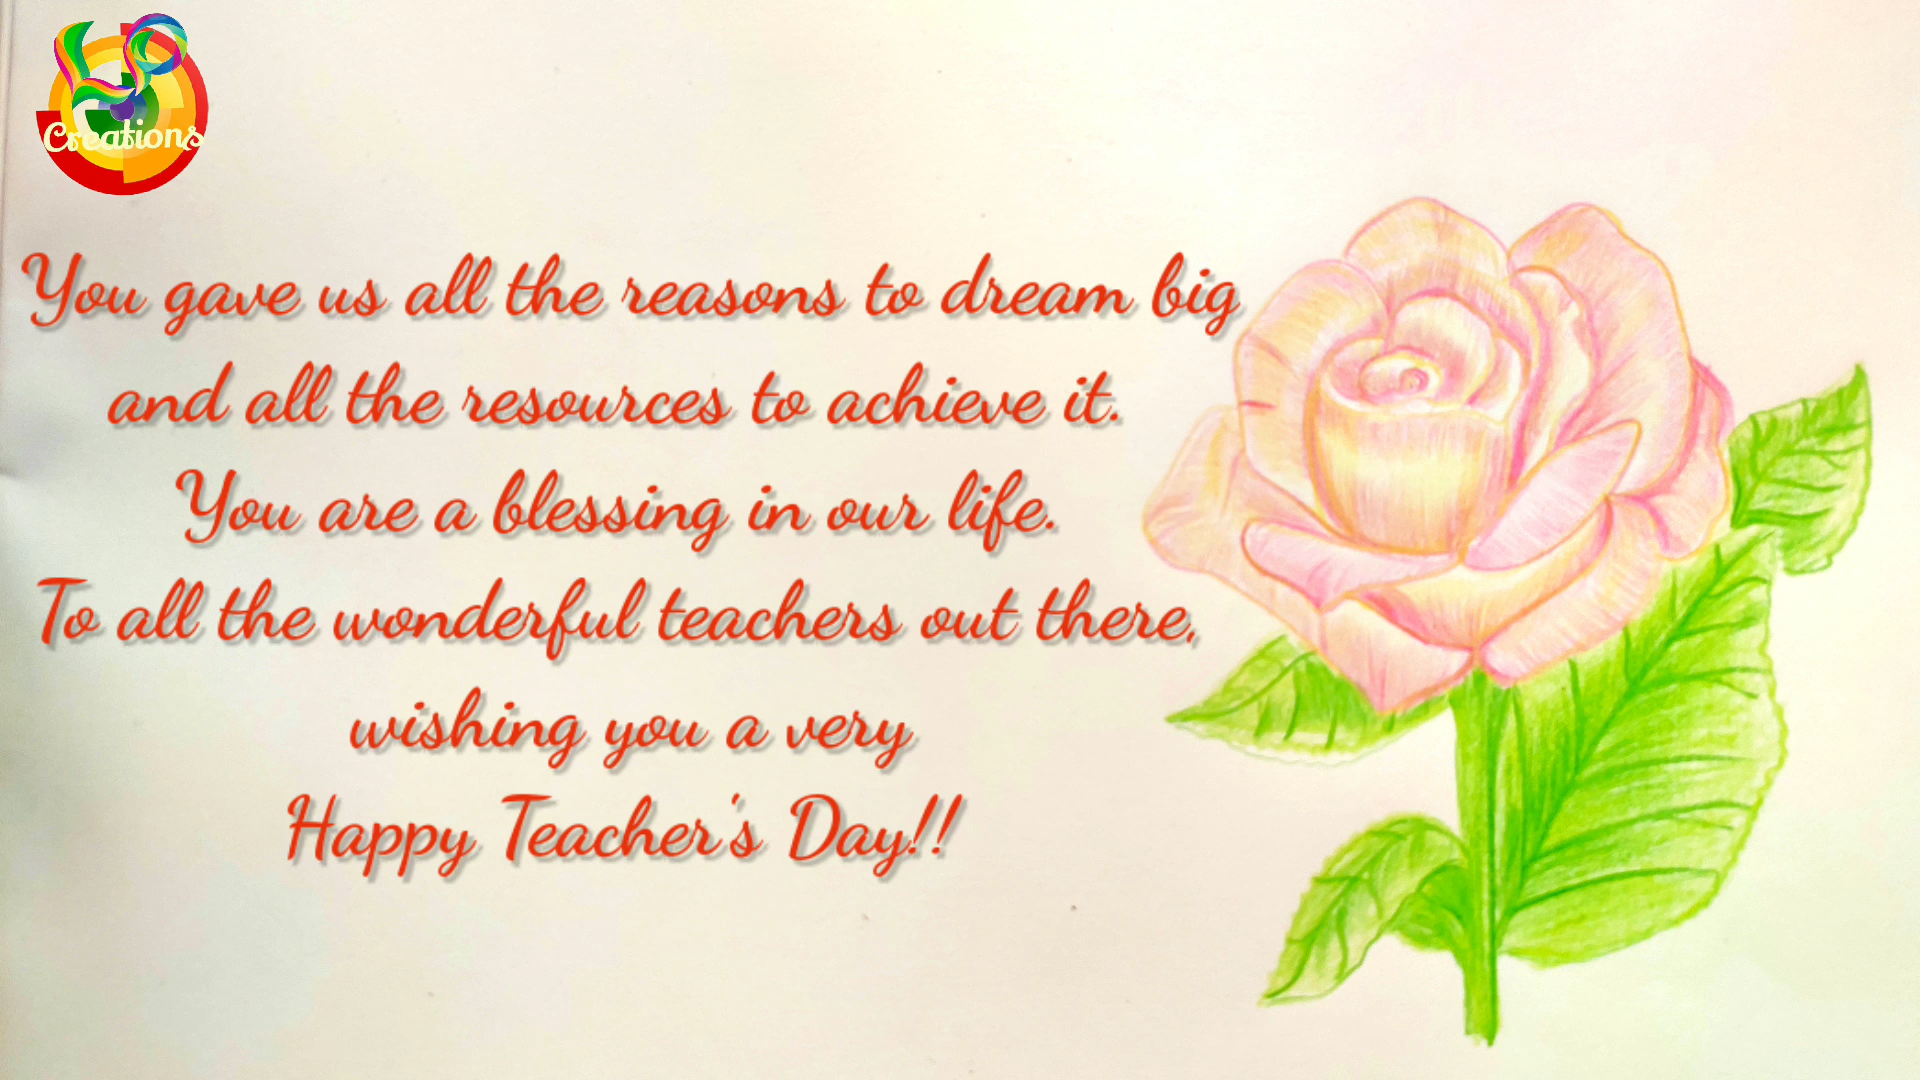 Creations
You gave us all the reasons to dream big
and all the resources to achieve it.
You are a blessing in our life.
To all the wonderful teachers out there,
wishing you a very
Happy Teacher's Day!!